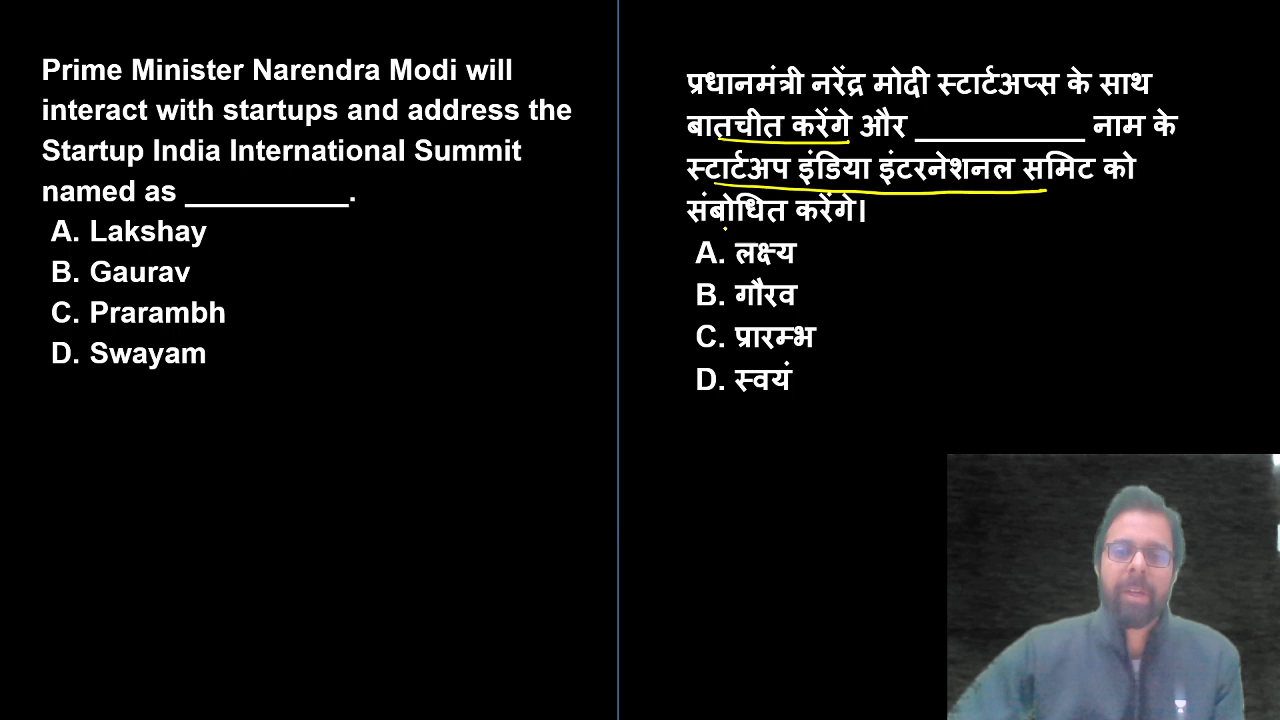 Prime Minister Narendra Modi will
interact with startups and address the
Startup India International Summit
named as __________.
A. Lakshay
B. Gaurav
C. Prarambh
D. Swayam
प्रधानमंत्री नरेंद्र मोदी स्टार्टअप्स के साथ
बातचीत करेंगे और __________ नाम के
स्टार्टअप इंडिया इंटरनेशनल समिट को
संबोधित करेंगे।
A. लक्ष्य
B. गौरव
C. प्रारम्भ
D. स्वयं